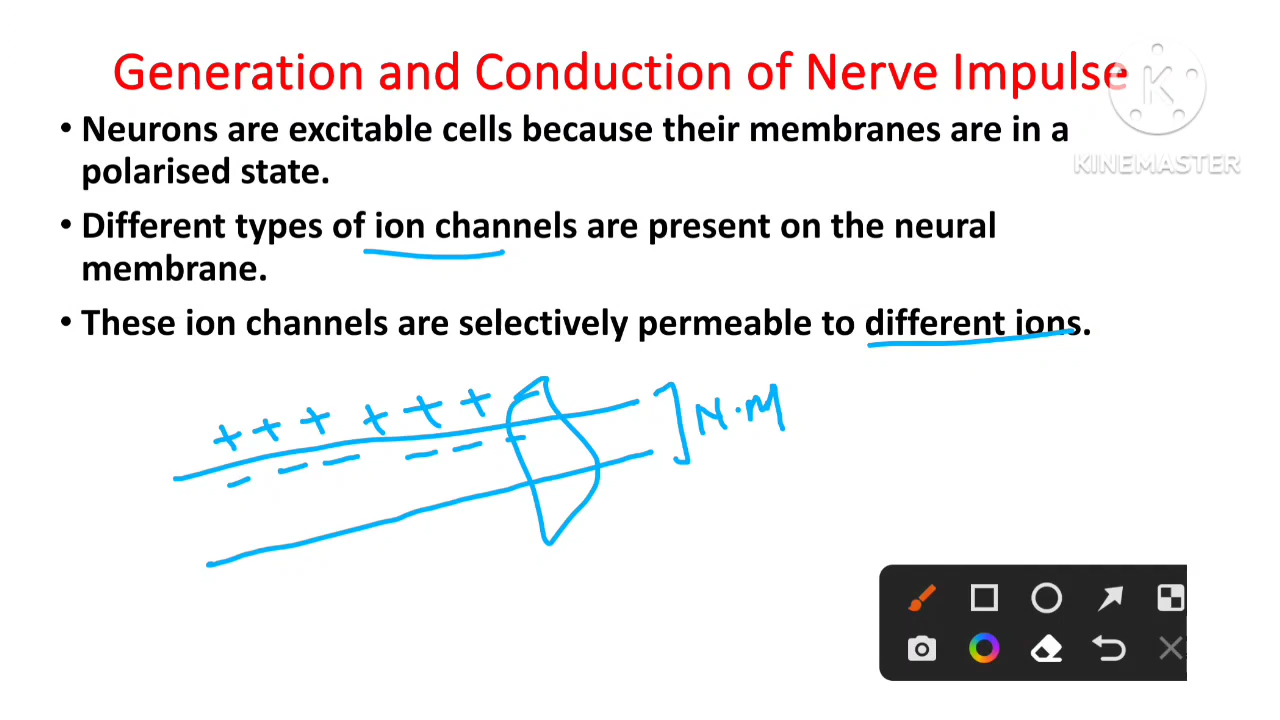 Generation and Conduction of Nerve Impulse
• Neurons are excitable cells because their membranes are in a
polarised state.
• Different types of ion channels are present on the neural
membrane.
• These ion channels are selectively permeable to different ions.
K
KINEMASTER
+ + + + + +
N.M